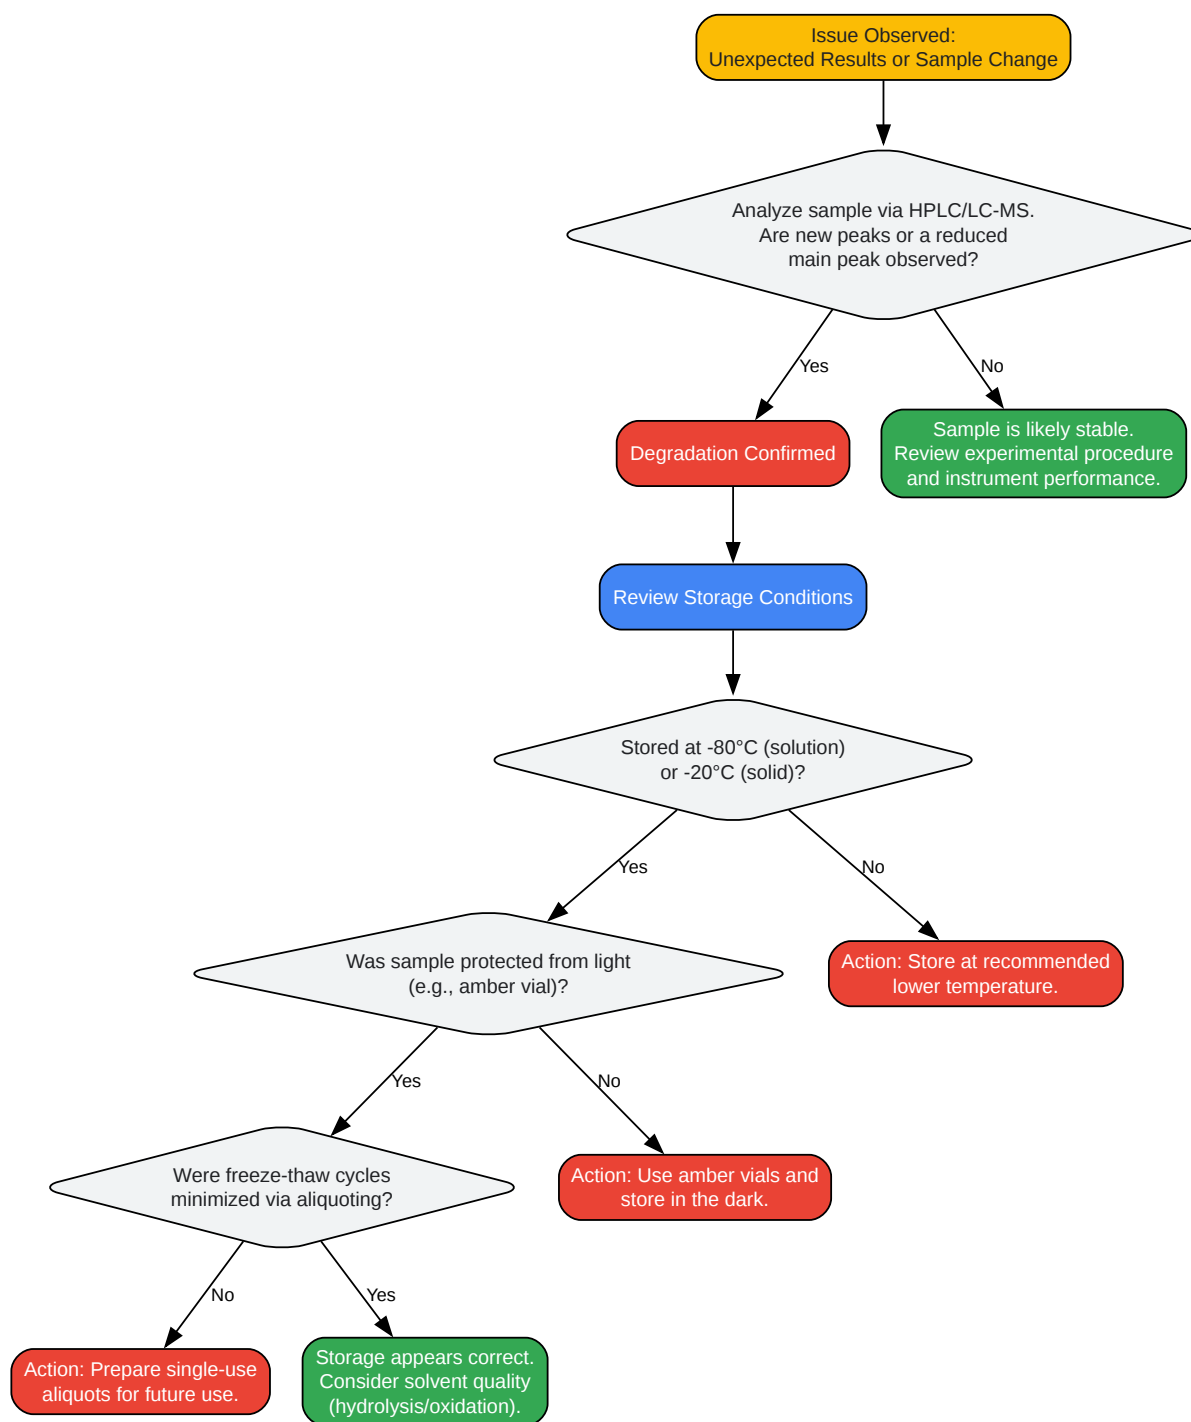 Issue Observed:
Unexpected Results or Sample Change
Analyze sample via HPLC/LC-MS.
Are new peaks or a reduced
main peak observed?
Yes
No
Degradation Confirmed
Sample is likely stable.
Review experimental procedure
and instrument performance.
Review Storage Conditions
Stored at -80°C (solution)
or -20°C (solid)?
Yes
No
Was sample protected from light
(e.g., amber vial)?
Action: Store at recommended
lower temperature.
Yes
No
Were freeze-thaw cycles
minimized via aliquoting?
Action: Use amber vials and
store in the dark.
No
Yes
Action: Prepare single-use
aliquots for future use.
Storage appears correct.
Consider solvent quality
(hydrolysis/oxidation).